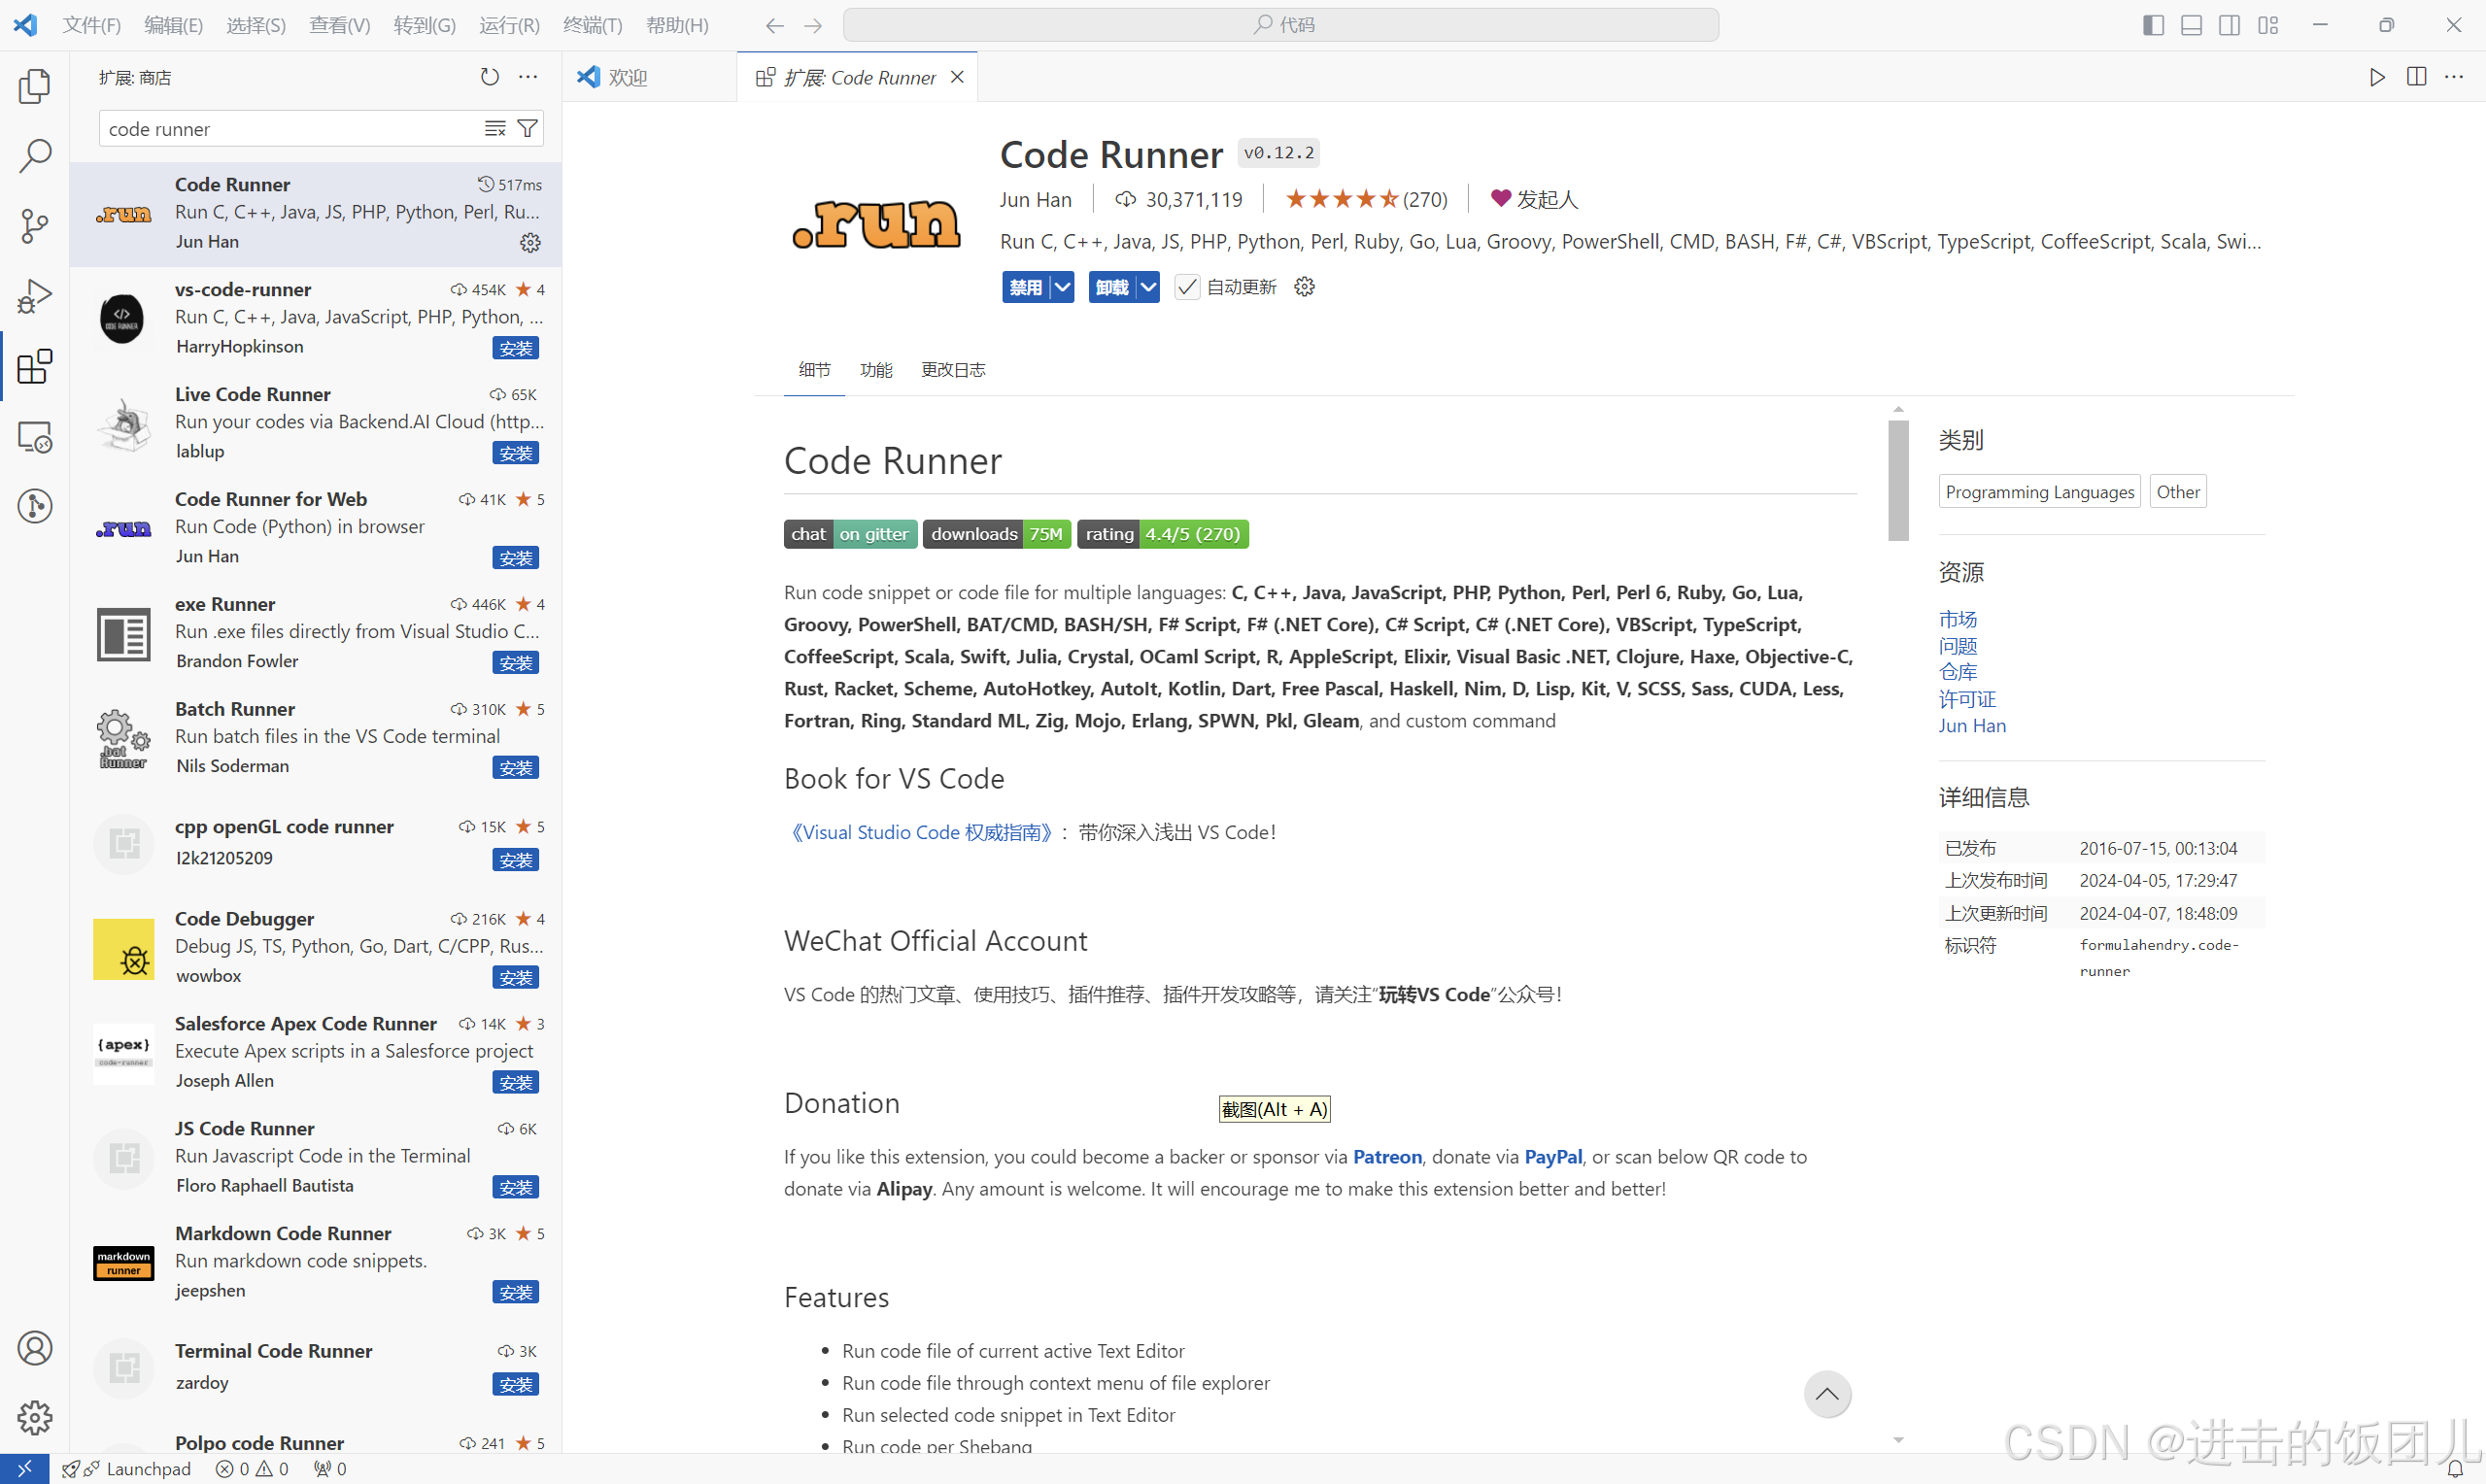 文件(F) 编辑(E) 选择(S) 查看(V) 转到(G) 运行(R) 终端(T) 帮助(H) 代码
扩展: 商店
code runner
Code Runner 517ms
Run C, C++, Java, JS, PHP, Python, Perl, Ru...
Jun Han
vs-code-runner 454K 4
Run C, C++, Java, JavaScript, PHP, Python, ...
HarryHopkinson 安装
Live Code Runner 65K
Run your codes via Backend.AI Cloud (http...
lablup 安装
Code Runner for Web 41K 5
Run Code (Python) in browser
Jun Han 安装
exe Runner 446K 4
Run .exe files directly from Visual Studio C...
Brandon Fowler 安装
Batch Runner 310K 5
Run batch files in the VS Code terminal
Nils Soderman 安装
cpp openGL code runner 15K 5
l2k21205209 安装
Code Debugger 216K 4
Debug JS, TS, Python, Go, Dart, C/CPP, Rus...
wowbox 安装
Salesforce Apex Code Runner 14K 3
Execute Apex scripts in a Salesforce project
Joseph Allen 安装
JS Code Runner 6K
Run Javascript Code in the Terminal
Floro Raphaell Bautista 安装
Markdown Code Runner 3K 5
Run markdown code snippets.
jeepshen 安装
Terminal Code Runner 3K
zardoy 安装
Polpo code Runner 241 5
.run
</> CODE RUNNER
.run
.bat Runner
{apex}
code-runner
markdown
runner
欢迎 扩展: Code Runner
.run
Code Runner v0.12.2
Jun Han 30,371,119 (270) 发起人
Run C, C++, Java, JS, PHP, Python, Perl, Ruby, Go, Lua, Groovy, PowerShell, CMD, BASH, F#, C#, VBScript, TypeScript, CoffeeScript, Scala, Swi...
禁用 卸载 自动更新
细节 功能 更改日志
Code Runner
chat on gitter downloads 75M rating 4.4/5 (270)
Run code snippet or code file for multiple languages: C, C++, Java, JavaScript, PHP, Python, Perl, Perl 6, Ruby, Go, Lua,
Groovy, PowerShell, BAT/CMD, BASH/SH, F# Script, F# (.NET Core), C# Script, C# (.NET Core), VBScript, TypeScript,
CoffeeScript, Scala, Swift, Julia, Crystal, OCaml Script, R, AppleScript, Elixir, Visual Basic .NET, Clojure, Haxe, Objective-C,
Rust, Racket, Scheme, AutoHotkey, AutoIt, Kotlin, Dart, Free Pascal, Haskell, Nim, D, Lisp, Kit, V, SCSS, Sass, CUDA, Less,
Fortran, Ring, Standard ML, Zig, Mojo, Erlang, SPWN, Pkl, Gleam, and custom command
Book for VS Code
《Visual Studio Code 权威指南》：带你深入浅出 VS Code！
WeChat Official Account
VS Code 的热门文章、使用技巧、插件推荐、插件开发攻略等，请关注“玩转VS Code”公众号！
Donation
截图(Alt + A)
If you like this extension, you could become a backer or sponsor via Patreon, donate via PayPal, or scan below QR code to
donate via Alipay. Any amount is welcome. It will encourage me to make this extension better and better!
Features
• Run code file of current active Text Editor
• Run code file through context menu of file explorer
• Run selected code snippet in Text Editor
• Run code per Shebang
类别
Programming Languages Other
资源
市场
问题
仓库
许可证
Jun Han
详细信息
已发布 2016-07-15, 00:13:04
上次发布时间 2024-04-05, 17:29:47
上次更新时间 2024-04-07, 18:48:09
标识符 formulahendry.code-
runner
Launchpad 0 0 0
CSDN @进击的饭团儿